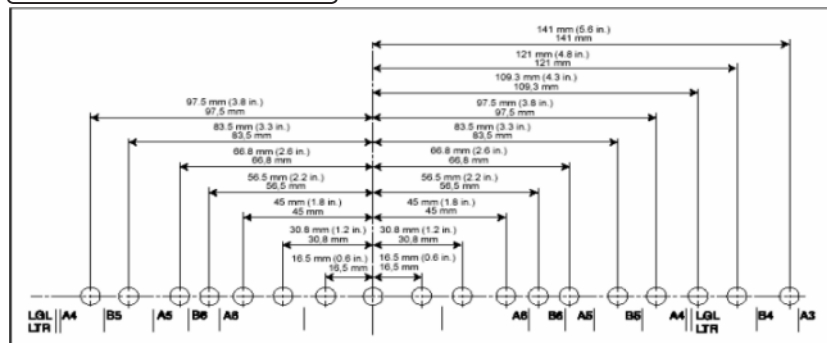 141 mm (5.6 in.)
141 mm
121 mm (4.8 in.)
121 mm
109.3 mm (4.3 in.)
109,3 mm
97.5 mm (3.8 in.)
97,5 mm
97.5 mm (3.8 in.)
97,5 mm
83.5 mm (3.3 in.)
83,5 mm
83.5 mm (3.3 in.)
83,5 mm
66.8 mm (2.6 in.)
66,8 mm
66.8 mm (2.6 in.)
66,8 mm
56.5 mm (2.2 in.)
56,5 mm
56.5 mm (2.2 in.)
56,5 mm
45 mm (1.8 in.)
45 mm
45 mm (1.8 in.)
45 mm
30.8 mm (1.2 in.)
30,8 mm
30.8 mm (1.2 in.)
30,8 mm
16.5 mm (0.6 in.)
16,5 mm
16.5 mm (0.6 in.)
16,5 mm
LGL A4 B5 A5 B6 A6 A6 B6 A5 B5 A4 LGL B4 A3
LTR LTR